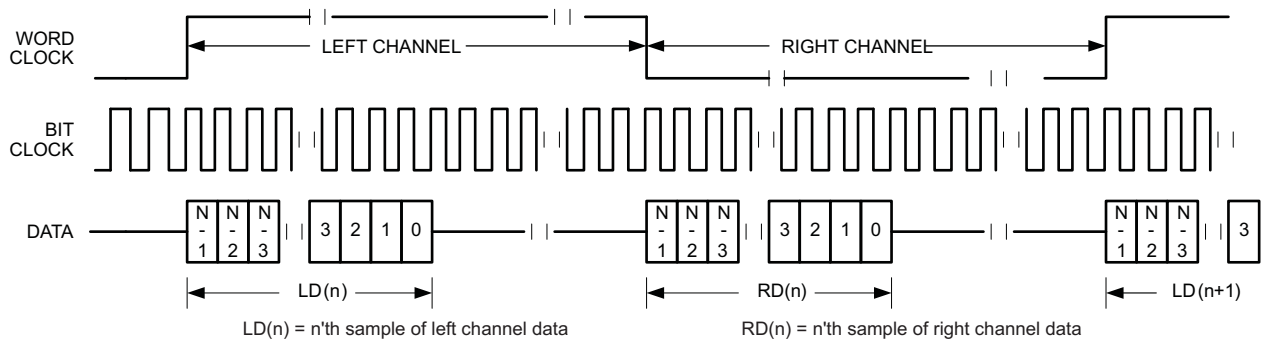 WORD
CLOCK
LEFT CHANNEL
RIGHT CHANNEL
BIT
CLOCK
DATA
N
-
1
N
-
2
N
-
3
3
2
1
0
N
-
1
N
-
2
N
-
3
3
2
1
0
N
-
1
N
-
2
N
-
3
3
LD(n)
RD(n)
LD(n+1)
LD(n) = n'th sample of left channel data
RD(n) = n'th sample of right channel data